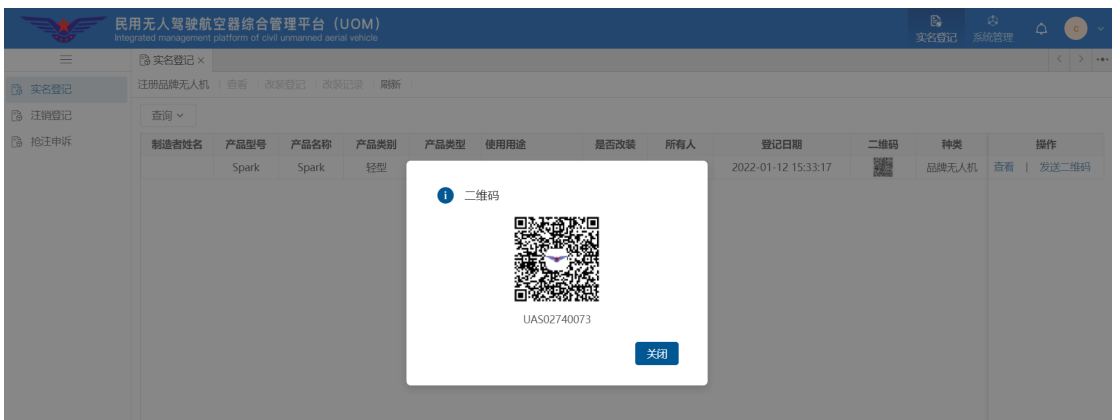 民用无人驾驶航空器综合管理平台（UOM）
Integrated management platform of civil unmanned aerial vehicle
实名登记 系统管理 C
实名登记 ×
实名登记
注销登记
抢注申诉
注册品牌无人机 查看 改装登记 改装记录 刷新
查询
制造者姓名 产品型号 产品名称 产品类别 产品类型 使用用途 是否改装 所有人 登记日期 二维码 种类 操作
Spark Spark 轻型 2022-01-12 15:33:17 品牌无人机 查看 | 发送二维码
二维码
UAS02740073
关闭